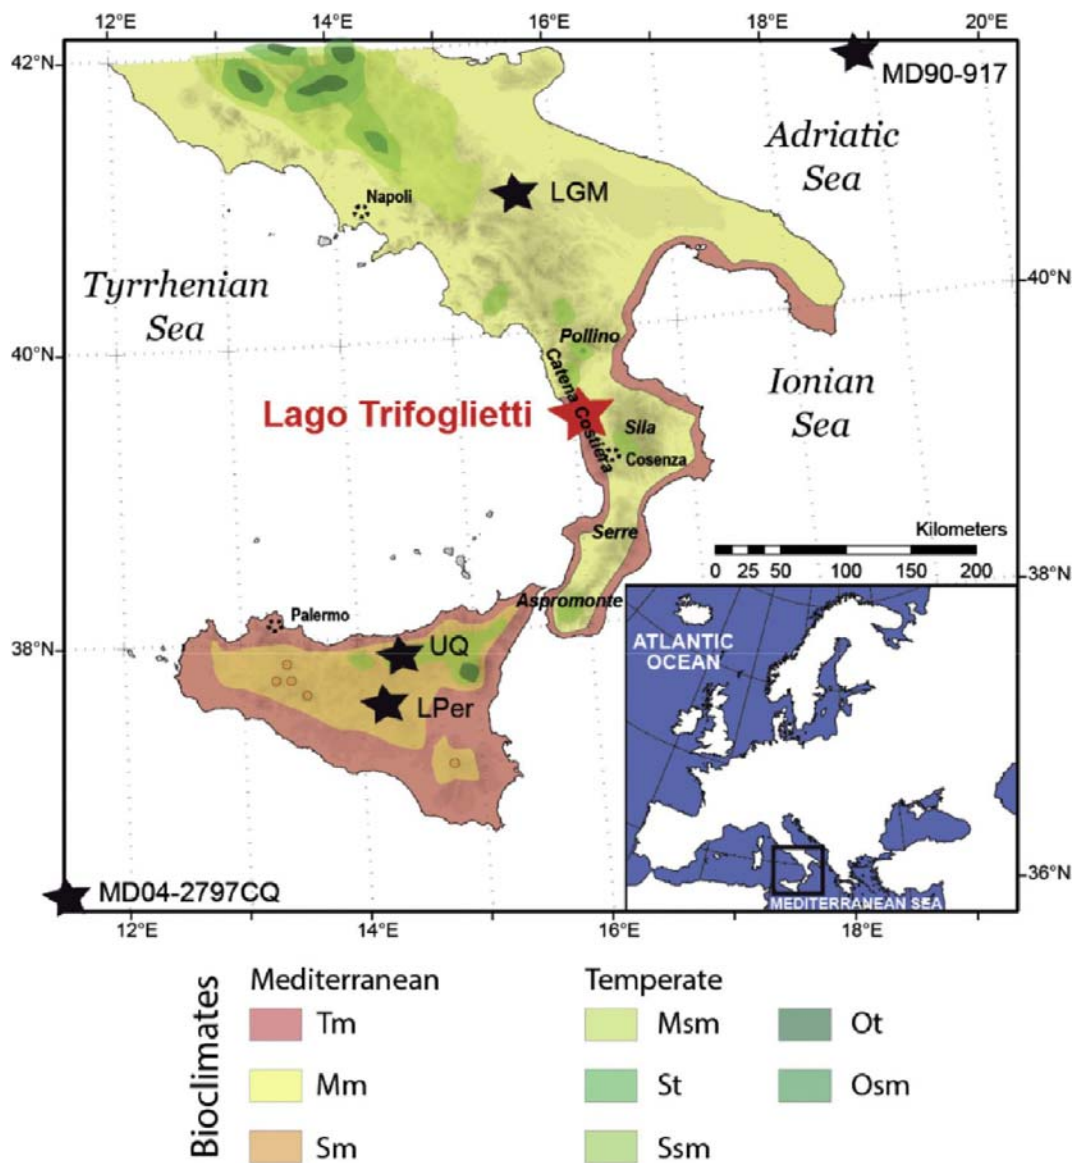 12°E 14°E 16°E 18°E 20°E
42°N
MD90-917
Adriatic
Sea
LGM
Napoli
Tyrrhenian
Sea
40°N
Pollino
40°N
Catena Costiera
Ionian
Sea
Lago Trifoglietti
Sila
Cosenza
Serre
Kilometers
0 25 50 100 150 200
38°N
Aspromonte
Palermo
38°N
UQ
LPer
ATLANTIC
OCEAN
36°N
MD04-2797CQ
MEDITERRANEAN SEA
12°E 14°E 16°E 18°E
Bioclimates
Mediterranean
Tm
Mm
Sm
Temperate
Msm
St
Ssm
Ot
Osm